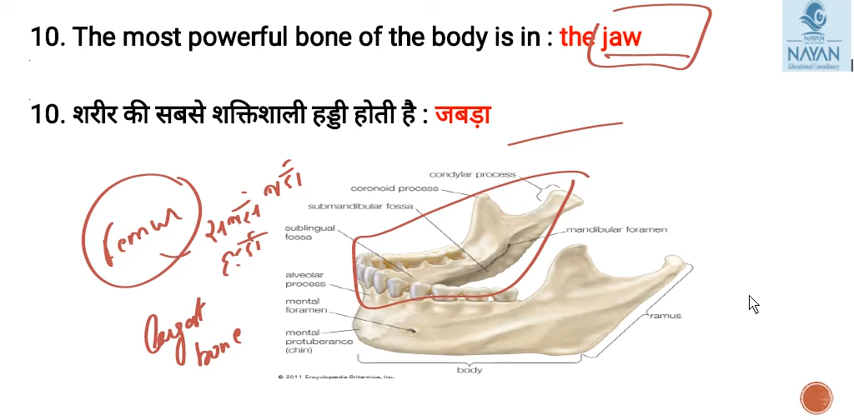 10. The most powerful bone of the body is in : the jaw
NAYAN
NAYAN
Educational Consultancy
10. शरीर की सबसे शक्तिशाली हड्डी होती है : जबड़ा
condylar process
coronoid process
submandibular fossa
sublingual
fossa
mandibular foramen
alveolar
process
mental
foramen
mental
protuberance
(chin)
ramus
body
© 2011 Encyclopædia Britannica, Inc.
Femur
largest
bone